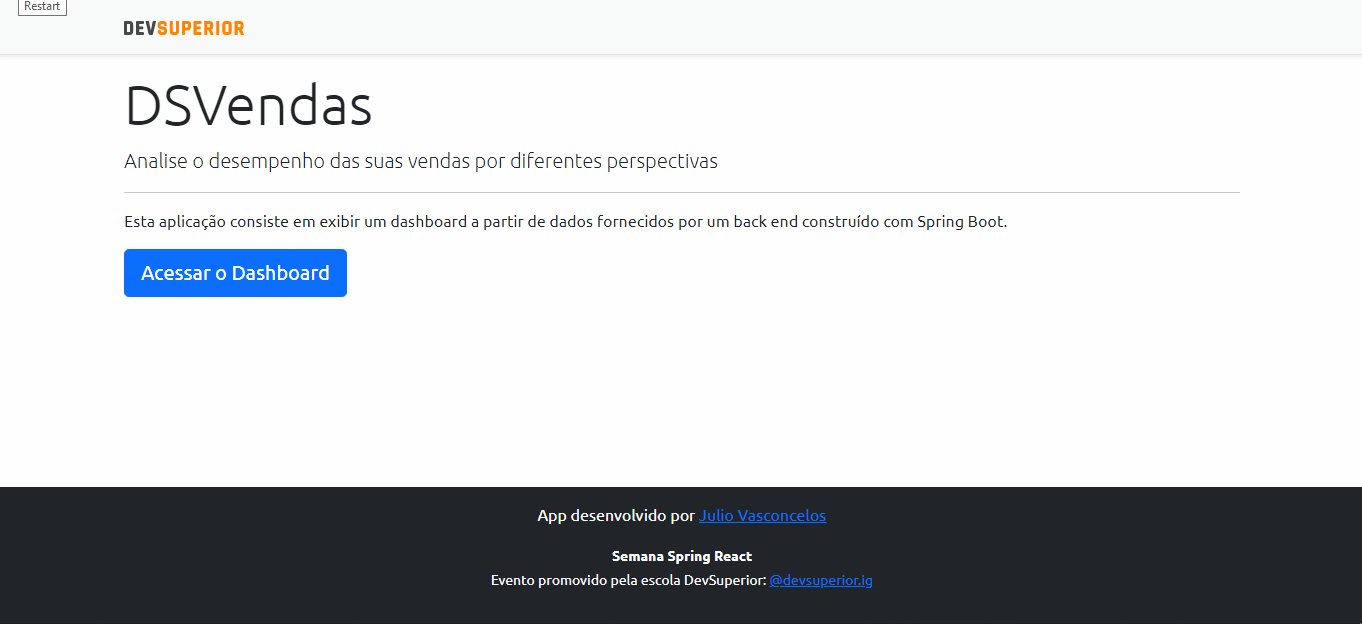 Restart
DEVSUPERIOR
DSVendas
Analise o desempenho das suas vendas por diferentes perspectivas
Esta aplicação consiste em exibir um dashboard a partir de dados fornecidos por um back end construído com Spring Boot.
Acessar o Dashboard
App desenvolvido por Julio Vasconcelos
Semana Spring React
Evento promovido pela escola DevSuperior: @devsuperior.ig